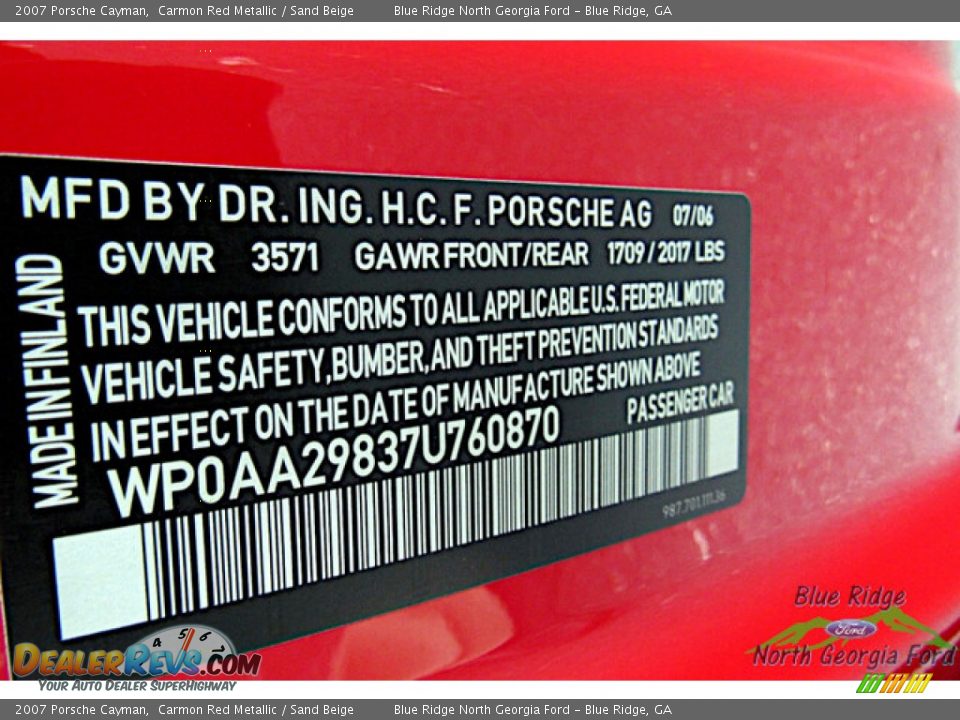 2007 Porsche Cayman, Carmon Red Metallic / Sand Beige Blue Ridge North Georgia Ford - Blue Ridge, GA
MFD BY DR. ING. H.C. F. PORSCHE AG 07/06
GVWR 3571 GAWR FRONT/REAR 1709 / 2017 LBS
MADE IN FINLAND
THIS VEHICLE CONFORMS TO ALL APPLICABLE U.S. FEDERAL MOTOR
VEHICLE SAFETY, BUMBER, AND THEFT PREVENTION STANDARDS
IN EFFECT ON THE DATE OF MANUFACTURE SHOWN ABOVE
WP0AA29837U760870 PASSENGER CAR
987.701.111.36
Blue Ridge
Ford
North Georgia Ford
4 5 6
DEALERREVS.COM
YOUR AUTO DEALER SUPERHIGHWAY
2007 Porsche Cayman, Carmon Red Metallic / Sand Beige Blue Ridge North Georgia Ford - Blue Ridge, GA